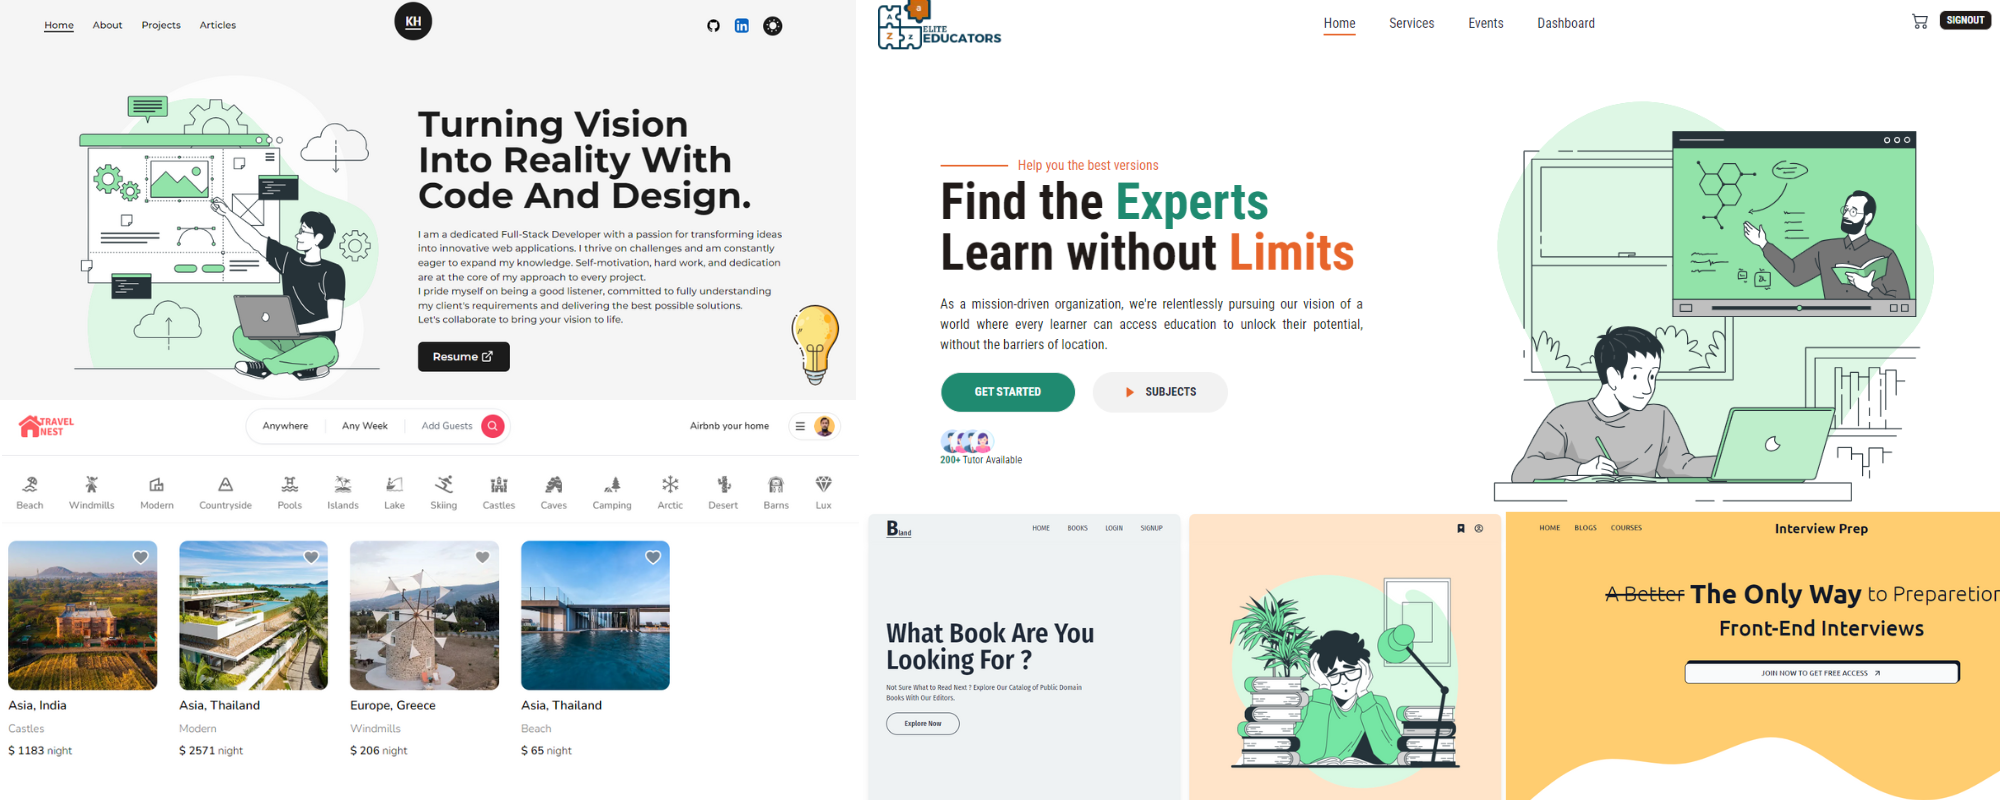 Home About Projects Articles
KH
Turning Vision
Into Reality With
Code And Design.
I am a dedicated Full-Stack Developer with a passion for transforming ideas
into innovative web applications. I thrive on challenges and am constantly
eager to expand my knowledge. Self-motivation, hard work, and dedication
are at the core of my approach to every project.
I pride myself on being a good listener, committed to fully understanding
my client's requirements and delivering the best possible solutions.
Let's collaborate to bring your vision to life.
Resume
TRAVEL
NEST
Anywhere Any Week Add Guests
Airbnb your home
Beach Windmills Modern Countryside Pools Islands Lake Skiing Castles Caves Camping Arctic Desert Barns Lux
Asia, India
Castles
$ 1183 night
Asia, Thailand
Modern
$ 2571 night
Europe, Greece
Windmills
$ 206 night
Asia, Thailand
Beach
$ 65 night
A a
Z z
ELITE
EDUCATORS
Home Services Events Dashboard
SIGNOUT
Help you the best versions
Find the Experts
Learn without Limits
As a mission-driven organization, we're relentlessly pursuing our vision of a
world where every learner can access education to unlock their potential,
without the barriers of location.
GET STARTED
SUBJECTS
200+ Tutor Available
Bland
HOME BOOKS LOGIN SIGNUP
What Book Are You
Looking For ?
Not Sure What to Read Next ? Explore Our Catalog of Public Domain
Books With Our Editors.
Explore Now
HOME BLOGS COURSES
Interview Prep
A Better The Only Way to Preparetion
Front-End Interviews
JOIN NOW TO GET FREE ACCESS